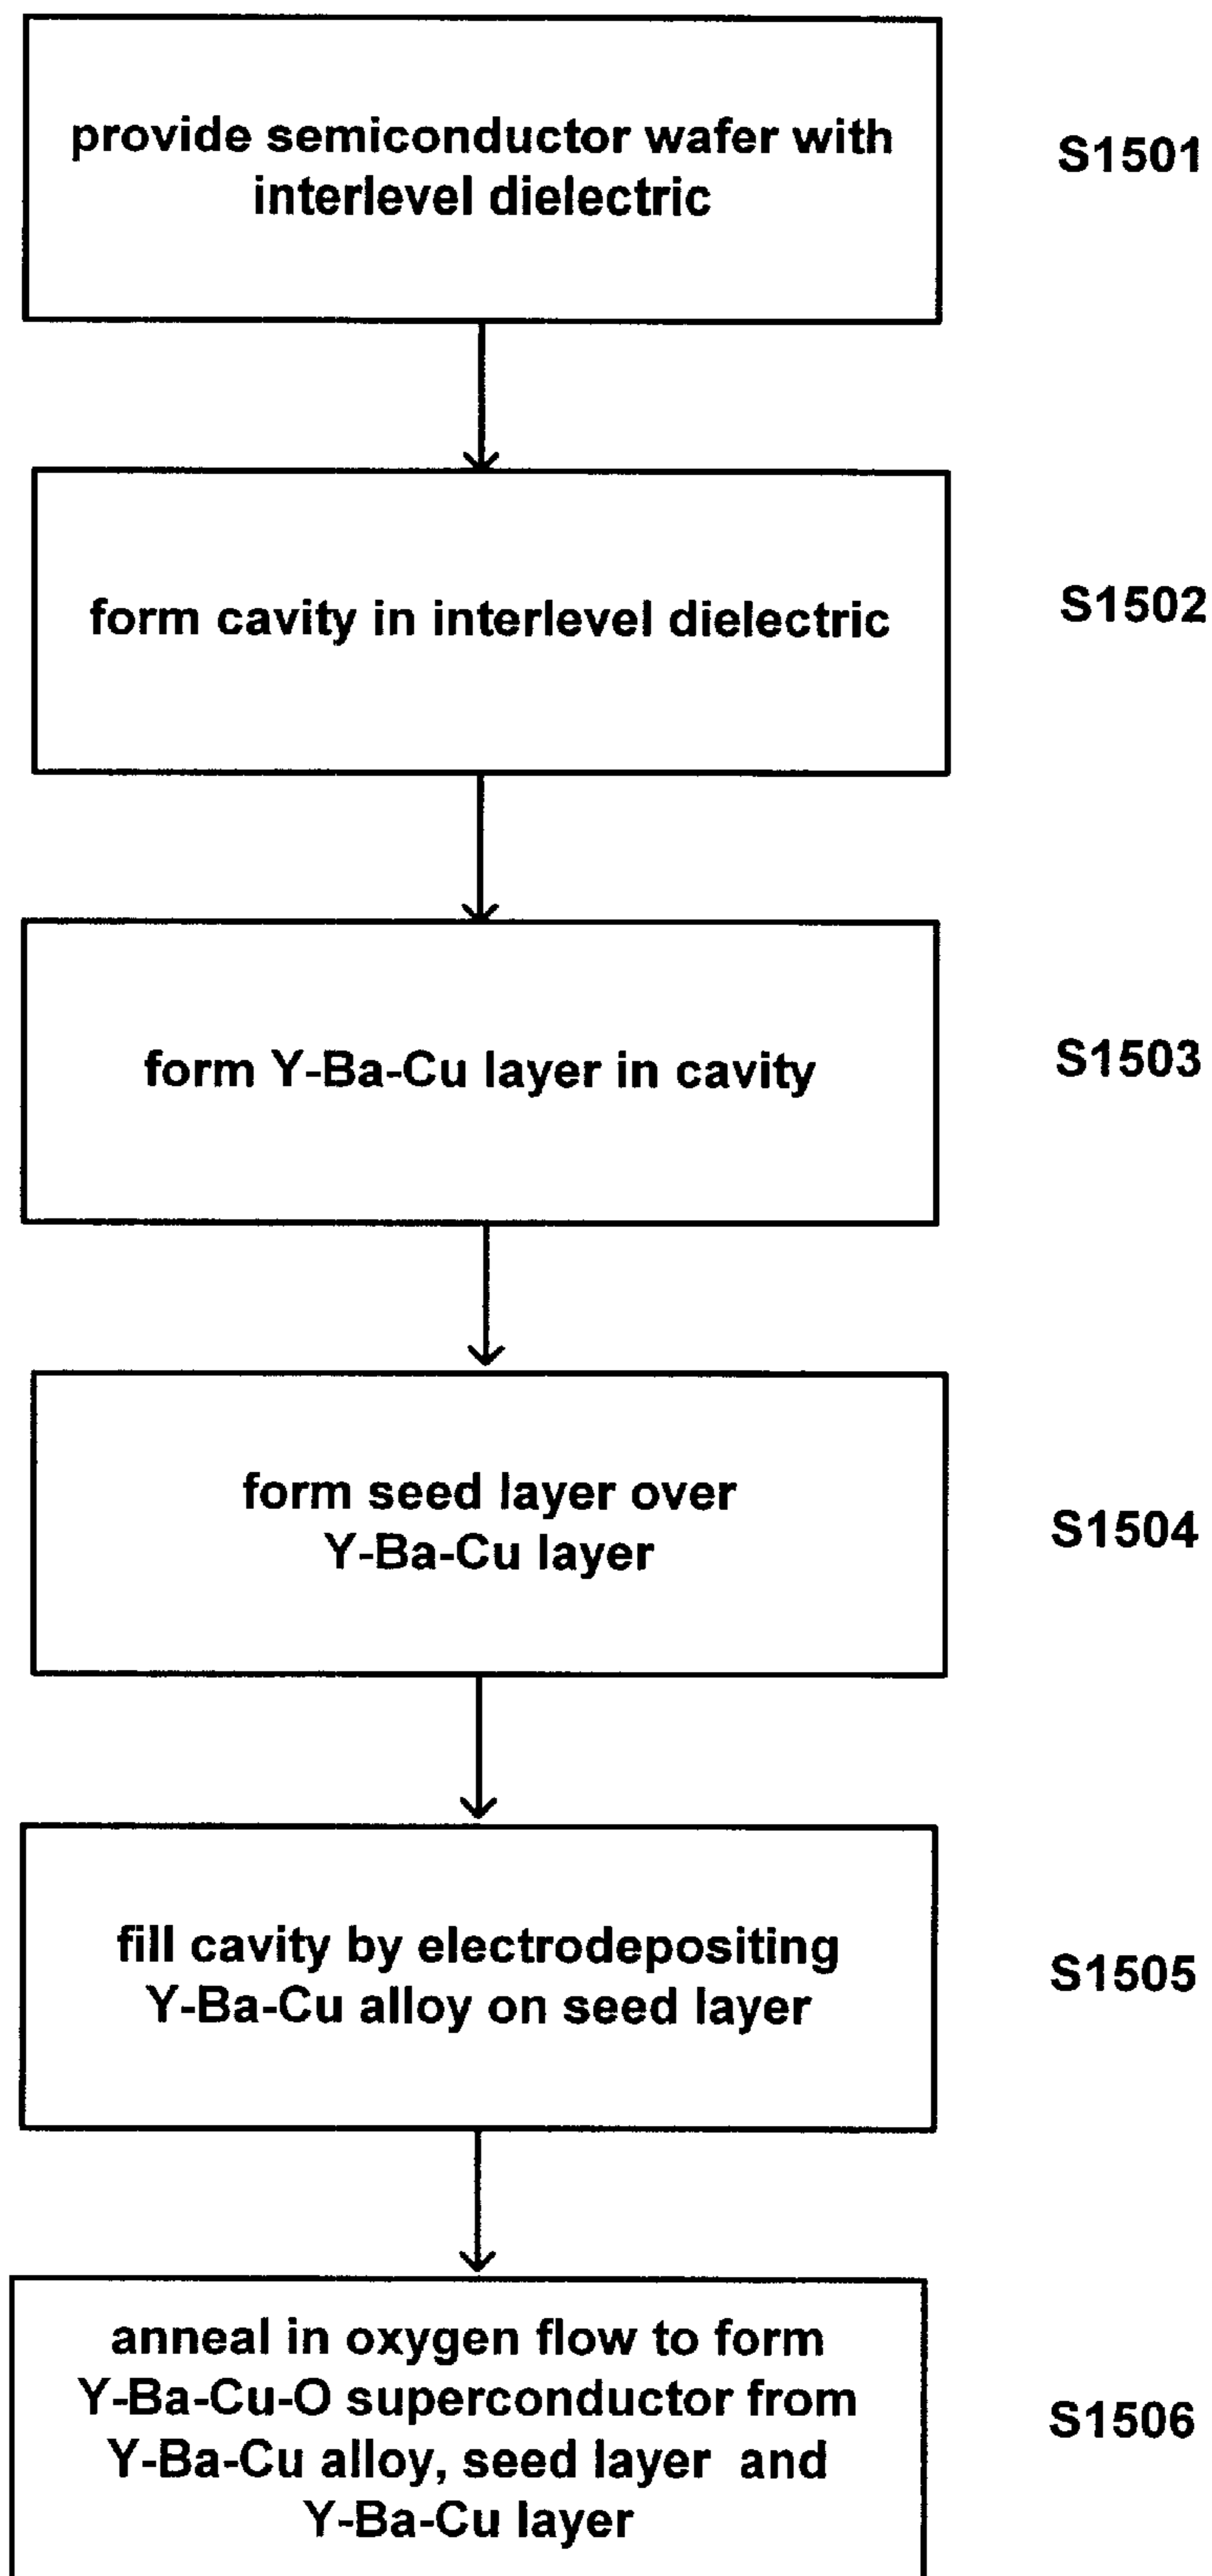 provide semiconductor wafer with
interlevel dielectric
S1501
form cavity in interlevel dielectric
S1502
form Y-Ba-Cu layer in cavity
S1503
form seed layer over
Y-Ba-Cu layer
S1504
fill cavity by electrodepositing
Y-Ba-Cu alloy on seed layer
S1505
anneal in oxygen flow to form
Y-Ba-Cu-O superconductor from
Y-Ba-Cu alloy, seed layer and
Y-Ba-Cu layer
S1506